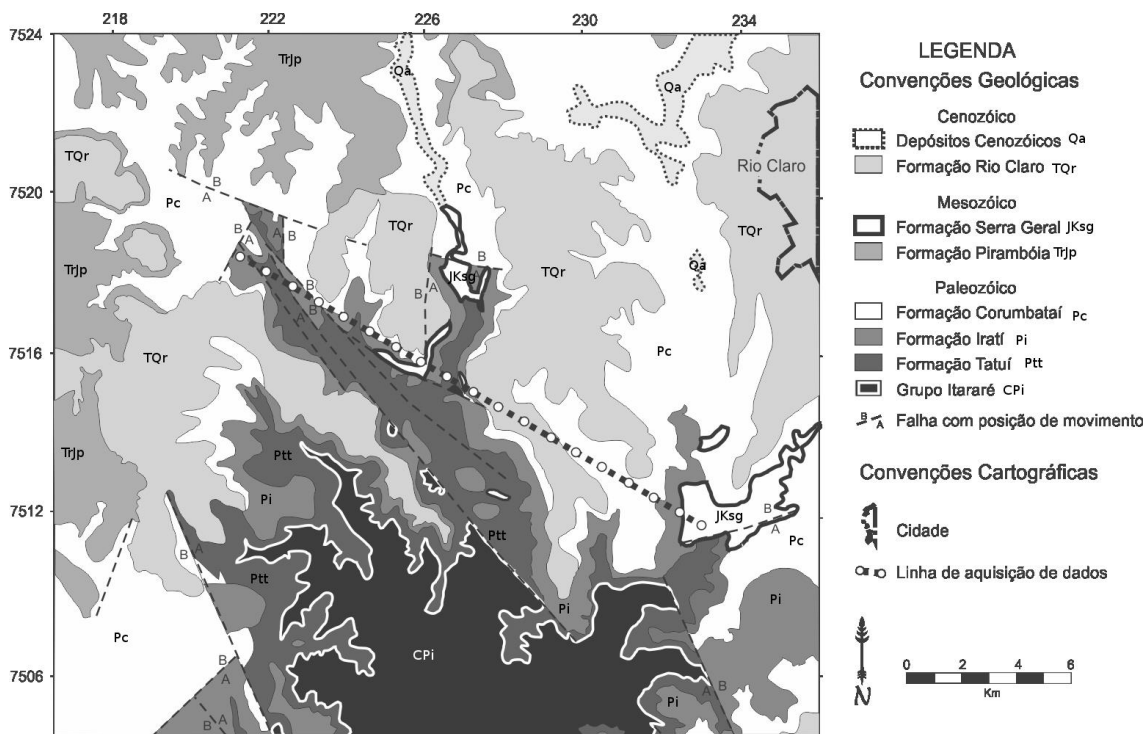 218 222 226 230 234
7524
TrJp
Qa
Qa
LEGENDA
Convenções Geológicas
Cenozóico
Depósitos Cenozóicos Qa
Formação Rio Claro TQr
Mesozóico
Formação Serra Geral JKsg
Formação Pirambóia TrJp
Paleozóico
Formação Corumbataí Pc
Formação Iratí Pi
Formação Tatuí Ptt
Grupo Itararé CPi
B A Falha com posição de movimento
Convenções Cartográficas
Cidade
Linha de aquisição de dados
N
0 2 4 6
Km
TQr
Rio Claro
7520
B
A
Pc
Pc
TQr
TQr
TQr
B
A
A
B
B
A
TrJp
JKsg
A
B
Qa
B
B
A
7516
TQr
Pc
TrJp
Ptt
Pi
7512
JKsg
B
A
Pc
Ptt
B
A
Ptt
Pi
Pi
Pc
CPi
B
A
7506
A
B
Pi
B
A